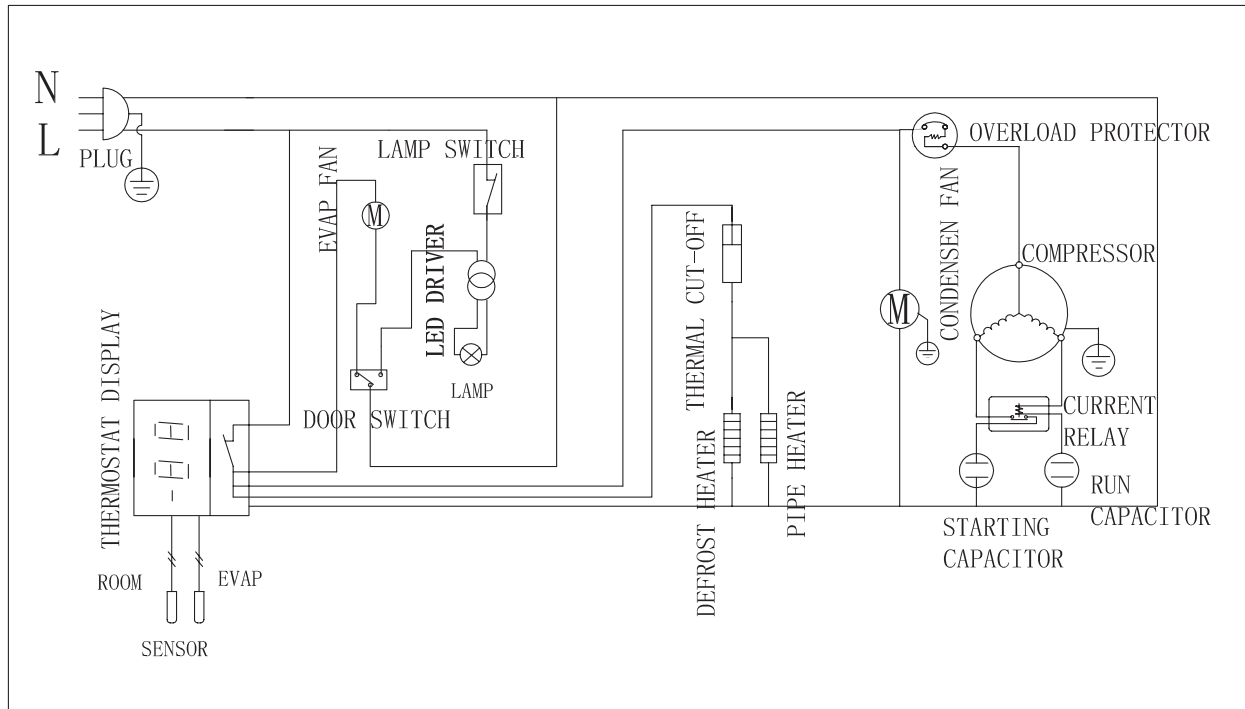 N
L
PLUG
LAMP SWITCH
EVAP FAN
M
LED DRIVER
LAMP
DOOR SWITCH
THERMOSTAT DISPLAY
ROOM
EVAP
SENSOR
THERMAL CUT-OFF
DEFROST HEATER
PIPE HEATER
OVERLOAD PROTECTOR
CONDENSEN FAN
M
COMPRESSOR
CURRENT
RELAY
RUN
CAPACITOR
STARTING
CAPACITOR